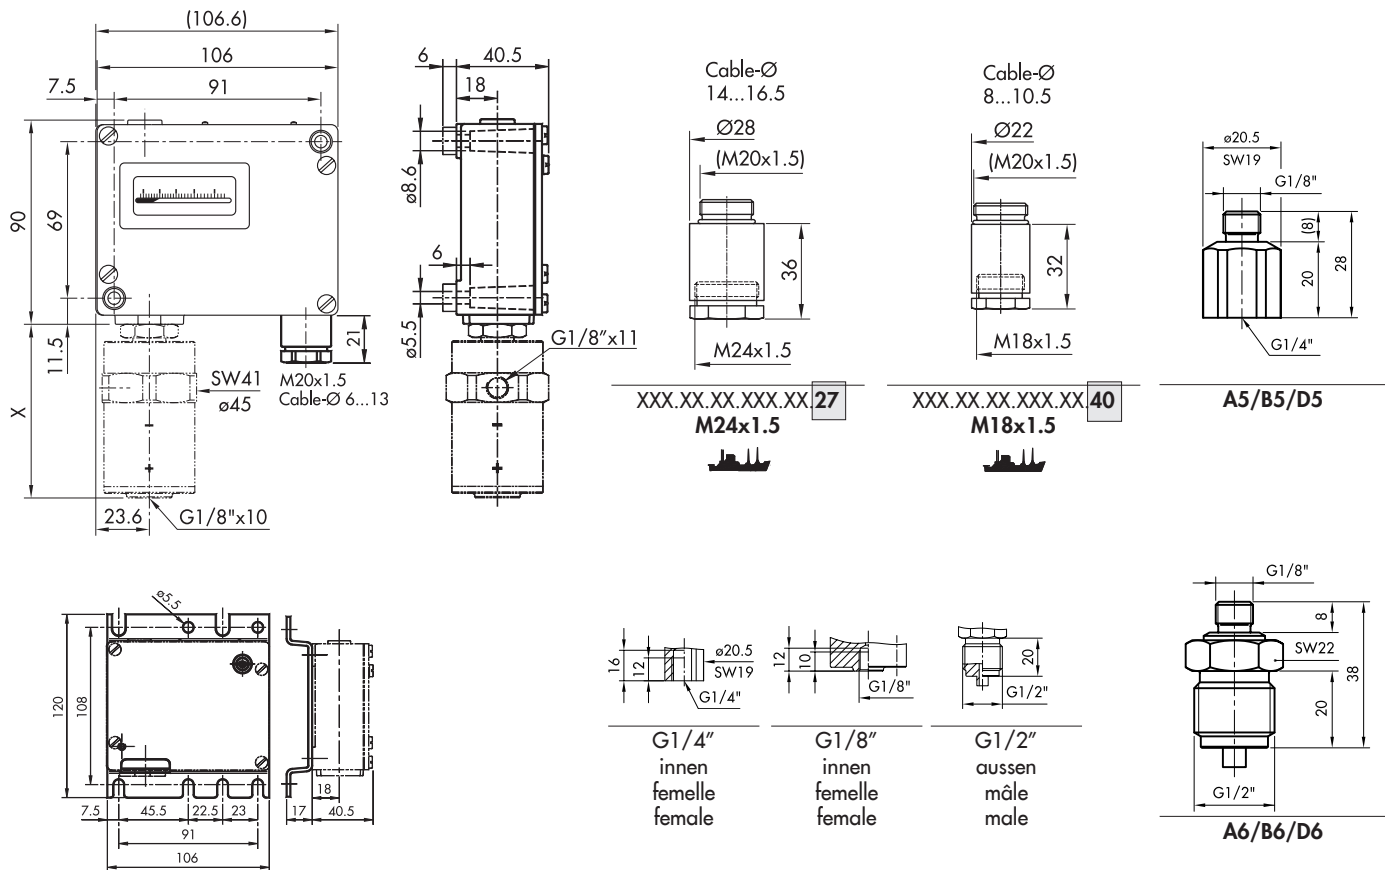 (106.6)
106
7.5
91
90
69
11.5
X
SW41
ø45
21
M20x1.5
Cable-Ø 6...13
23.6
G1/8"x10
6
40.5
18
ø8.6
6
ø5.5
G1/8"x11
Cable-Ø
14...16.5
Ø28
(M20x1.5)
36
M24x1.5
XXX.XX.XX.XXX.XX.27
M24x1.5
Cable-Ø
8...10.5
Ø22
(M20x1.5)
32
M18x1.5
XXX.XX.XX.XXX.XX.40
M18x1.5
ø20.5
SW19
G1/8"
(8)
20
28
G1/4"
A5/B5/D5
ø5.5
120
108
7.5
45.5
22.5
23
91
106
17
18
40.5
16
12
ø20.5
SW19
G1/4"
G1/4"
innen
femelle
female
12
10
G1/8"
G1/8"
innen
femelle
female
20
G1/2"
G1/2"
aussen
mâle
male
G1/8"
8
SW22
38
20
G1/2"
A6/B6/D6